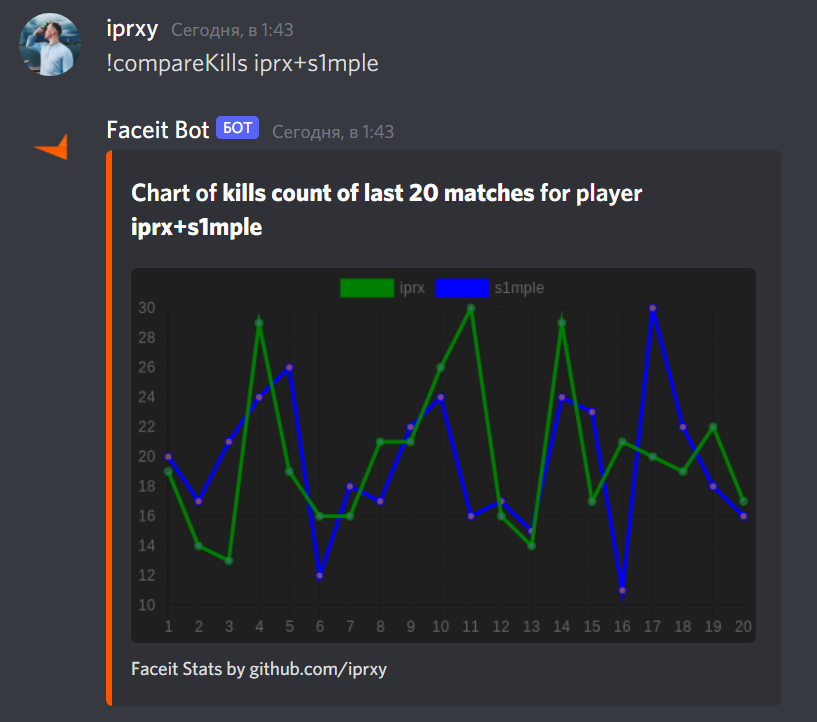 iprxy Сегодня, в 1:43
!compareKills iprx+s1mple
Faceit Bot БОТ Сегодня, в 1:43
Chart of kills count of last 20 matches for player
iprx+s1mple
iprx s1mple
30
28
26
24
22
20
18
16
14
12
10
1 2 3 4 5 6 7 8 9 10 11 12 13 14 15 16 17 18 19 20
Faceit Stats by github.com/iprxy